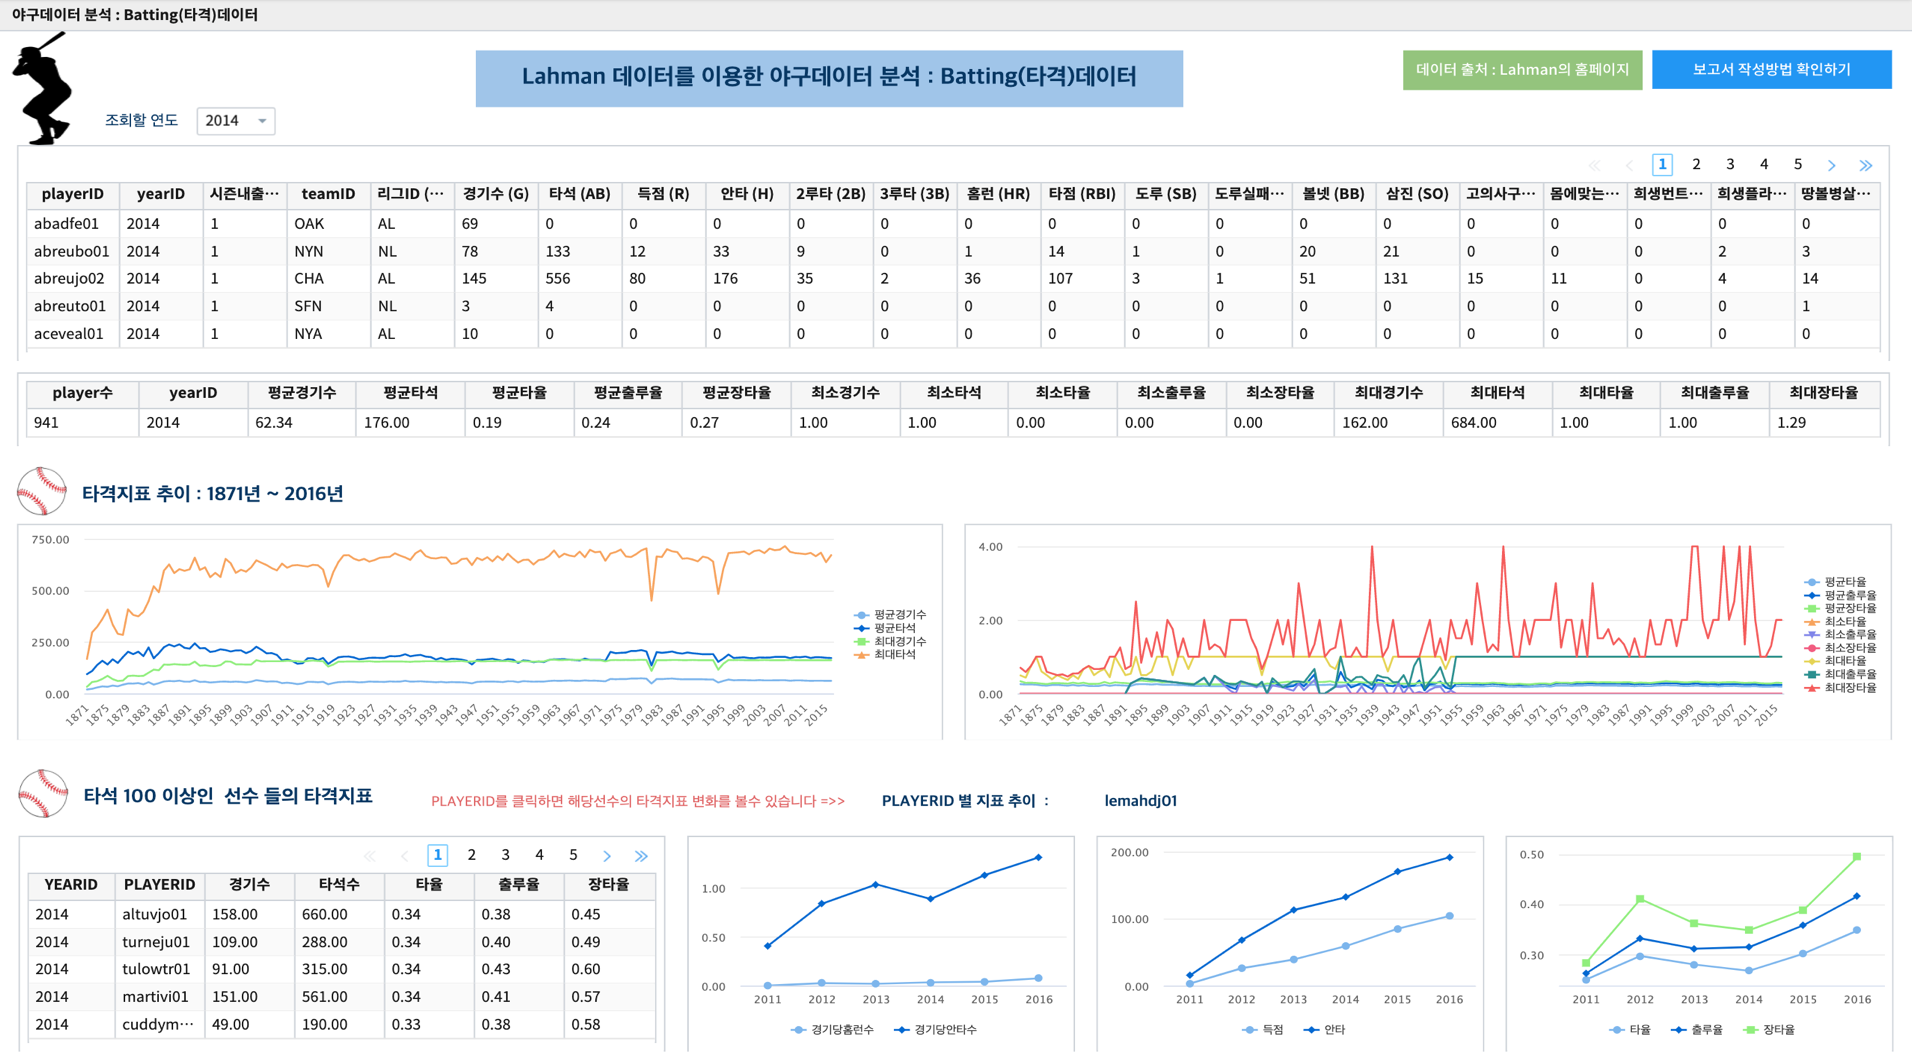 야구데이터 분석 : Batting(타격)데이터
Lahman 데이터를 이용한 야구데이터 분석 : Batting(타격)데이터
데이터 출처 : Lahman의 홈페이지
보고서 작성방법 확인하기
조회할 연도 2014
1 2 3 4 5
playerID yearID 시즌내출··· teamID 리그ID (··· 경기수 (G) 타석 (AB) 득점 (R) 안타 (H) 2루타 (2B) 3루타 (3B) 홈런 (HR) 타점 (RBI) 도루 (SB) 도루실패··· 볼넷 (BB) 삼진 (SO) 고의사구··· 몸에맞는··· 희생번트··· 희생플라··· 땅볼병살···
abadfe01 2014 1 OAK AL 69 0 0 0 0 0 0 0 0 0 0 0 0 0 0 0 0
abreubo01 2014 1 NYN NL 78 133 12 33 9 0 1 14 1 0 20 21 0 0 0 2 3
abreujo02 2014 1 CHA AL 145 556 80 176 35 2 36 107 3 1 51 131 15 11 0 4 14
abreuto01 2014 1 SFN NL 3 4 0 0 0 0 0 0 0 0 0 0 0 0 0 0 1
aceveal01 2014 1 NYA AL 10 0 0 0 0 0 0 0 0 0 0 0 0 0 0 0 0
player수 yearID 평균경기수 평균타석 평균타율 평균출루율 평균장타율 최소경기수 최소타석 최소타율 최소출루율 최소장타율 최대경기수 최대타석 최대타율 최대출루율 최대장타율
941 2014 62.34 176.00 0.19 0.24 0.27 1.00 1.00 0.00 0.00 0.00 162.00 684.00 1.00 1.00 1.29
타격지표 추이 : 1871년 ~ 2016년
750.00
500.00
250.00
0.00
1871 1875 1879 1883 1887 1891 1895 1899 1903 1907 1911 1915 1919 1923 1927 1931 1935 1939 1943 1947 1951 1955 1959 1963 1967 1971 1975 1979 1983 1987 1991 1995 1999 2003 2007 2011 2015
평균경기수
평균타석
최대경기수
최대타석
4.00
2.00
0.00
1871 1875 1879 1883 1887 1891 1895 1899 1903 1907 1911 1915 1919 1923 1927 1931 1935 1939 1943 1947 1951 1955 1959 1963 1967 1971 1975 1979 1983 1987 1991 1995 1999 2003 2007 2011 2015
평균타율
평균출루율
평균장타율
최소타율
최소출루율
최소장타율
최대타율
최대출루율
최대장타율
타석 100 이상인 선수 들의 타격지표
PLAYERID를 클릭하면 해당선수의 타격지표 변화를 볼수 있습니다 =>>
PLAYERID 별 지표 추이 : lemahdj01
1 2 3 4 5
YEARID PLAYERID 경기수 타석수 타율 출루율 장타율
2014 altuvjo01 158.00 660.00 0.34 0.38 0.45
2014 turneju01 109.00 288.00 0.34 0.40 0.49
2014 tulowtr01 91.00 315.00 0.34 0.43 0.60
2014 martivi01 151.00 561.00 0.34 0.41 0.57
2014 cuddym··· 49.00 190.00 0.33 0.38 0.58
1.00
0.50
0.00
2011 2012 2013 2014 2015 2016
경기당홈런수 경기당안타수
200.00
100.00
0.00
2011 2012 2013 2014 2015 2016
득점 안타
0.50
0.40
0.30
2011 2012 2013 2014 2015 2016
타율 출루율 장타율